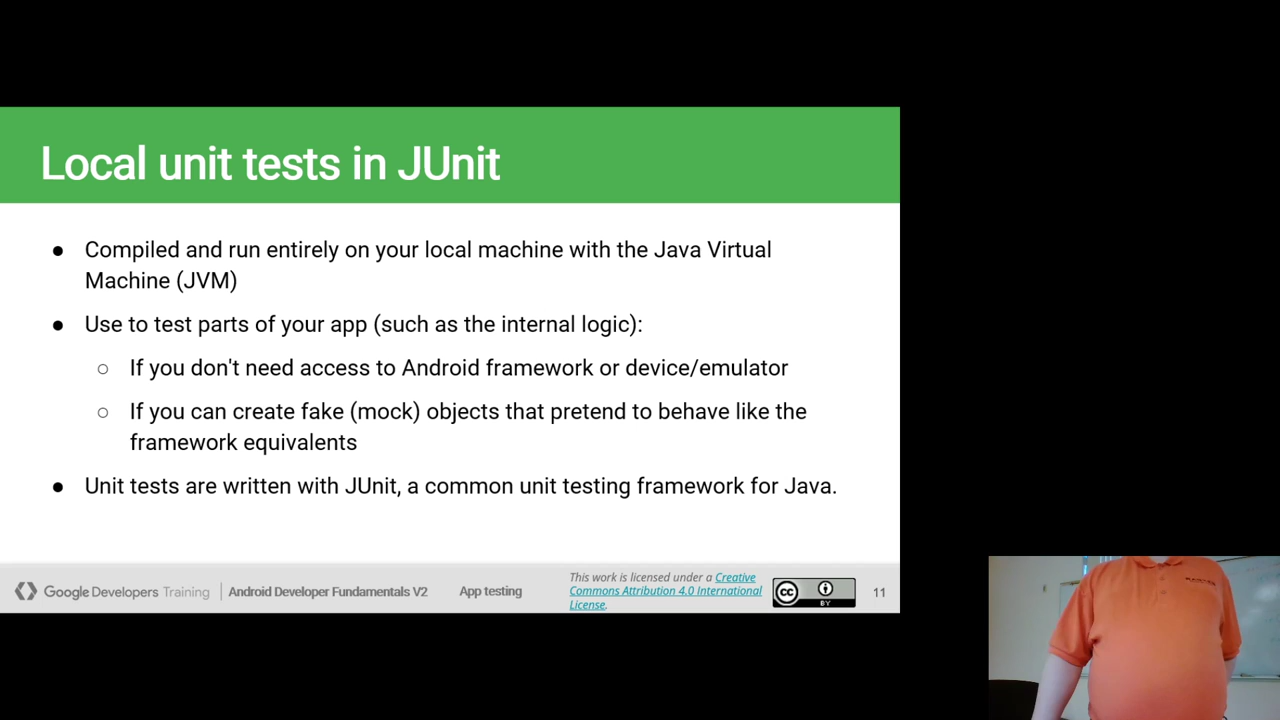 Local unit tests in JUnit
● Compiled and run entirely on your local machine with the Java Virtual
Machine (JVM)
● Use to test parts of your app (such as the internal logic):
○ If you don't need access to Android framework or device/emulator
○ If you can create fake (mock) objects that pretend to behave like the
framework equivalents
● Unit tests are written with JUnit, a common unit testing framework for Java.
Google Developers Training
Android Developer Fundamentals V2
App testing
This work is licensed under a Creative
Commons Attribution 4.0 International
License.
cc
BY
11